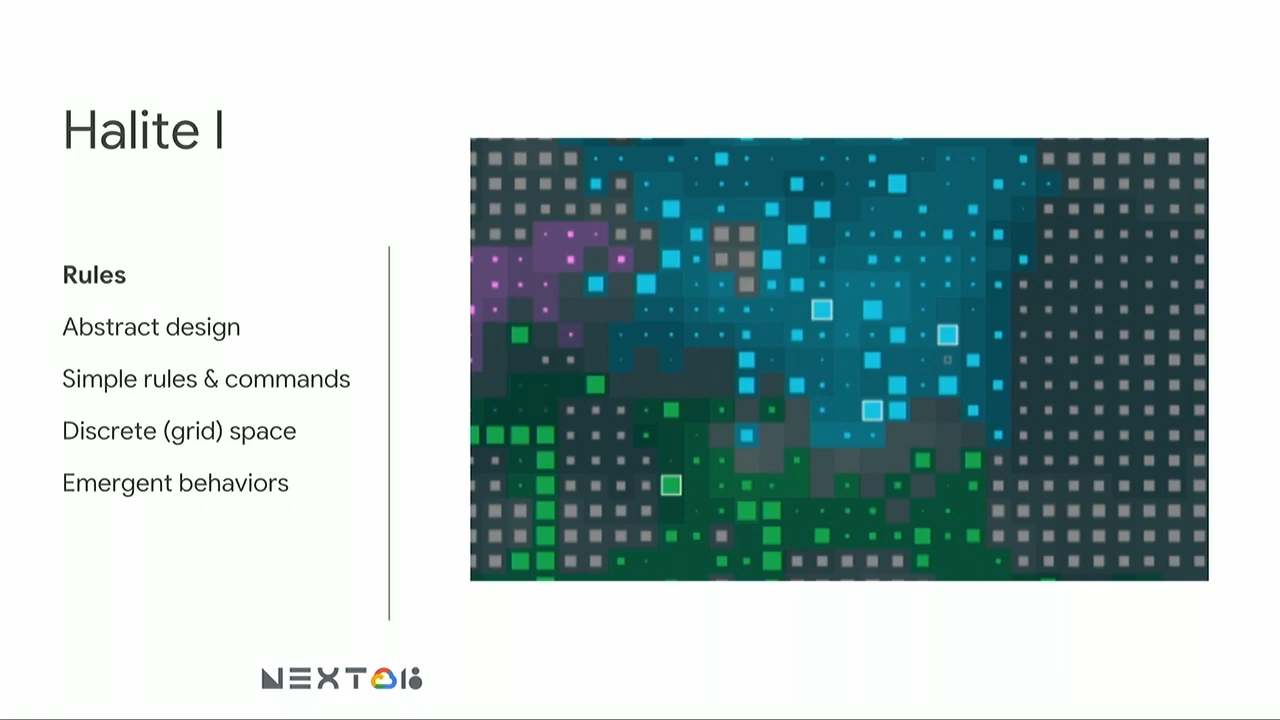 Halite I
Rules
Abstract design
Simple rules & commands
Discrete (grid) space
Emergent behaviors
NEXT 18